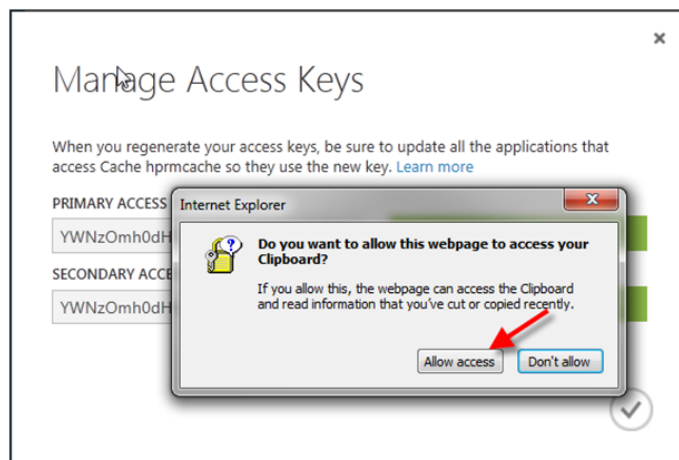 Manage Access Keys
When you regenerate your access keys, be sure to update all the applications that
access Cache hprmcache so they use the new key. Learn more
PRIMARY ACCESS
YWNzOmh0dH
SECONDARY ACCE
YWNzOmh0dH
Internet Explorer
Do you want to allow this webpage to access your
Clipboard?
If you allow this, the webpage can access the Clipboard
and read information that you've cut or copied recently.
Allow access
Don't allow